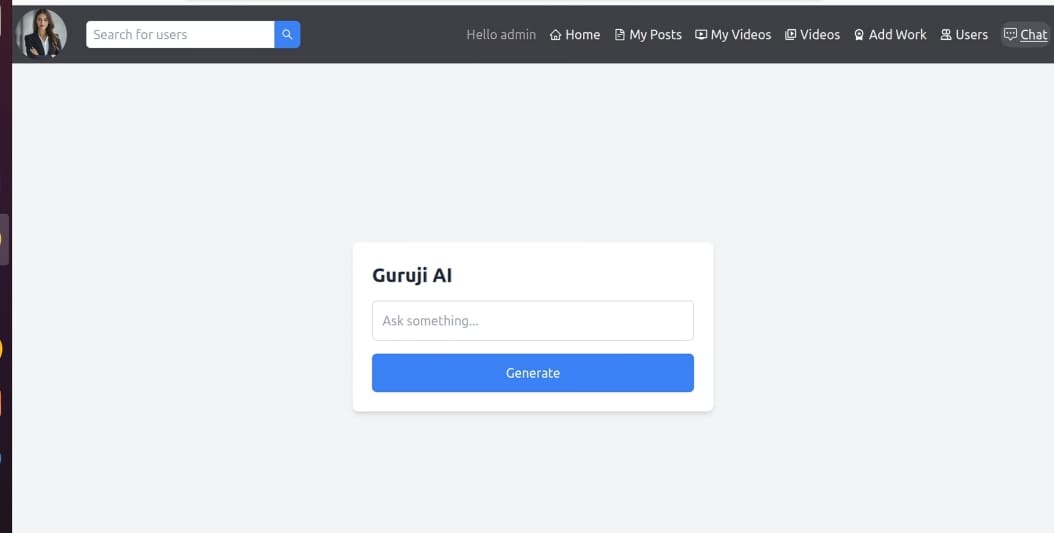 Search for users
Hello admin Home My Posts My Videos Videos Add Work Users Chat
Guruji AI
Ask something...
Generate